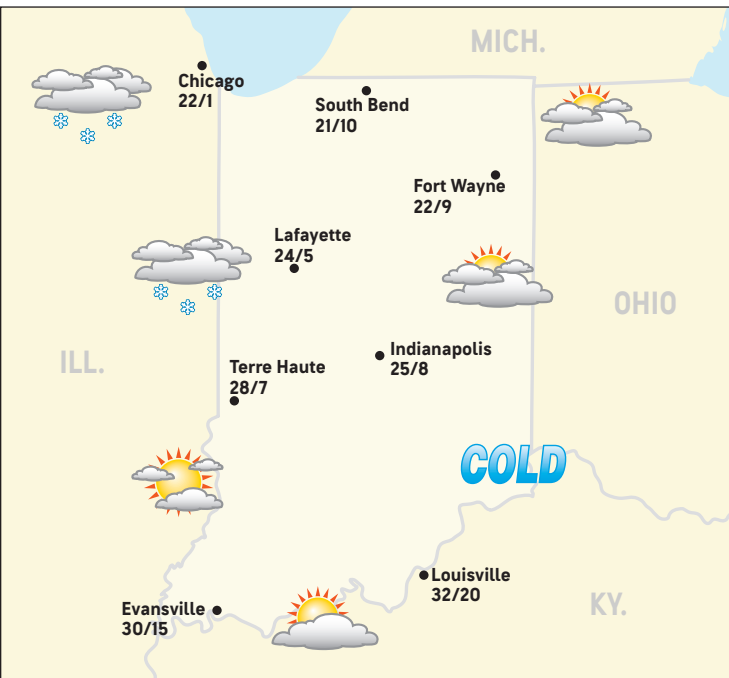 MICH.
Chicago
22/1
South Bend
21/10
Fort Wayne
22/9
Lafayette
24/5
OHIO
ILL.
Indianapolis
25/8
Terre Haute
28/7
COLD
Louisville
32/20
Evansville
30/15
KY.